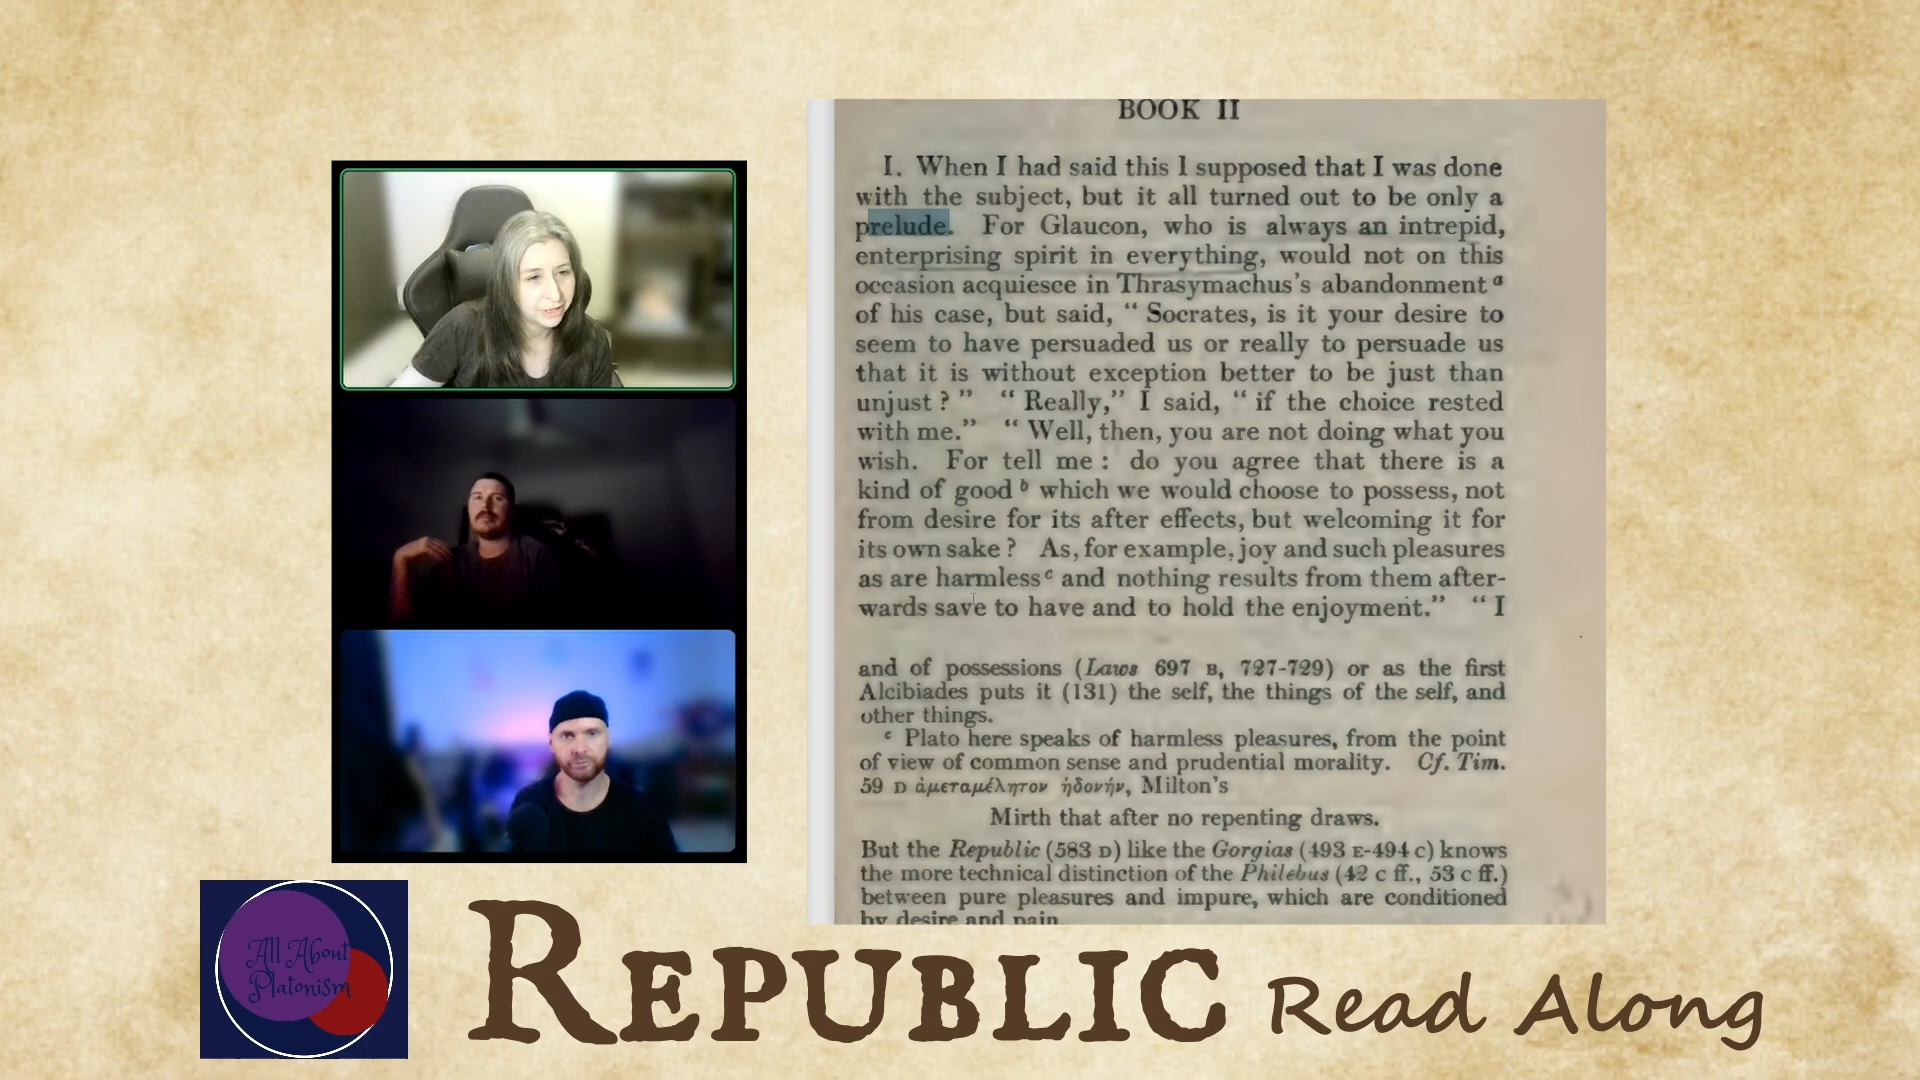 BOOK II
I. When I had said this I supposed that I was done
with the subject, but it all turned out to be only a
prelude. For Glaucon, who is always an intrepid,
enterprising spirit in everything, would not on this
occasion acquiesce in Thrasymachus's abandonment ᵃ
of his case, but said, “ Socrates, is it your desire to
seem to have persuaded us or really to persuade us
that it is without exception better to be just than
unjust ? ” “ Really,” I said, “ if the choice rested
with me.” “ Well, then, you are not doing what you
wish. For tell me : do you agree that there is a
kind of good ᵇ which we would choose to possess, not
from desire for its after effects, but welcoming it for
its own sake ? As, for example, joy and such pleasures
as are harmless ᶜ and nothing results from them after-
wards save to have and to hold the enjoyment.” “ I
and of possessions (Laws 697 B, 727-729) or as the first
Alcibiades puts it (131) the self, the things of the self, and
other things.
ᶜ Plato here speaks of harmless pleasures, from the point
of view of common sense and prudential morality. Cf. Tim.
59 D ἀμεταμέλητον ἡδονήν, Milton's
Mirth that after no repenting draws.
But the Republic (583 D) like the Gorgias (493 E-494 C) knows
the more technical distinction of the Philebus (42 C ff., 53 C ff.)
between pure pleasures and impure, which are conditioned
by desire and pain.
All About
Platonism
REPUBLIC Read Along